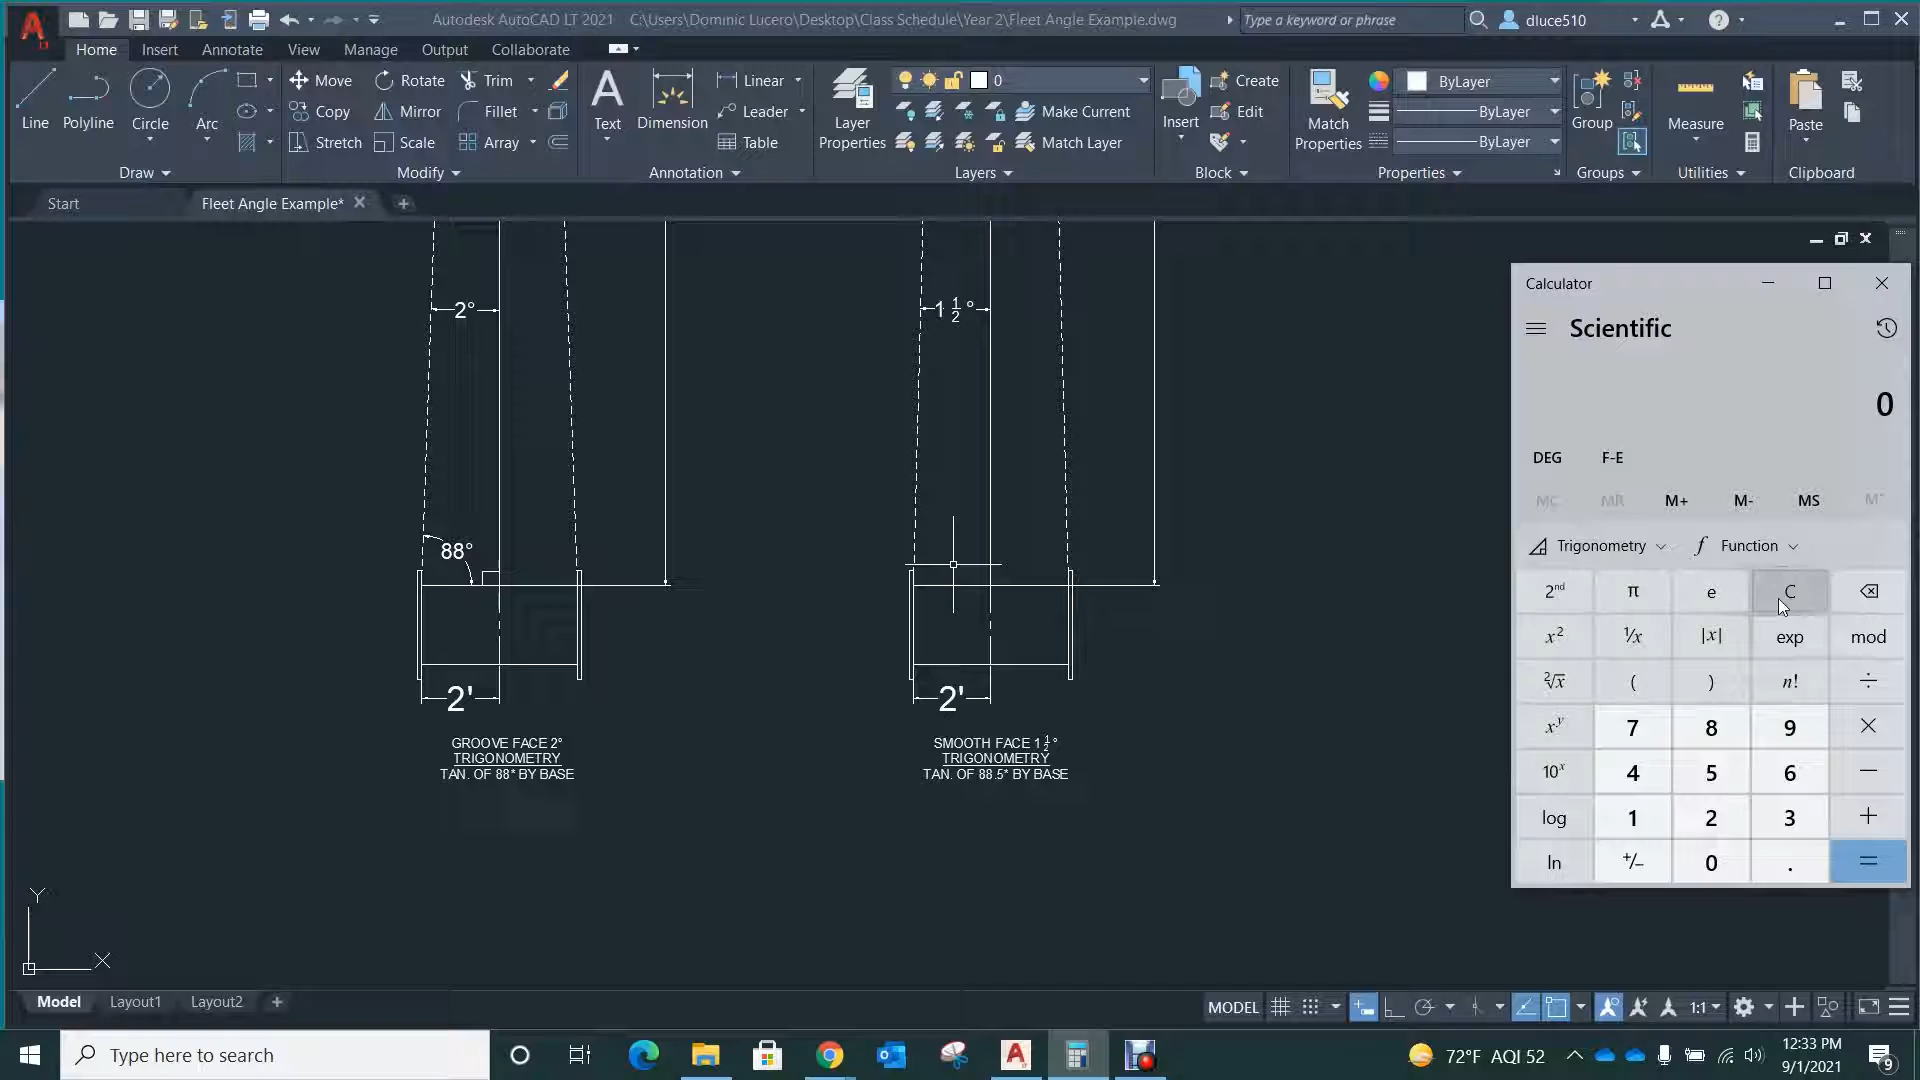 Autodesk AutoCAD LT 2021 C:\Users\Dominic Lucero\Desktop\Class Schedule\Year 2\Fleet Angle Example.dwg
Type a keyword or phrase
dluce510
Home Insert Annotate View Manage Output Collaborate
Line Polyline Circle Arc
Move Rotate Trim
Copy Mirror Fillet
Stretch Scale Array
Text Dimension
Linear
Leader
Table
Layer Properties
0
Make Current
Match Layer
Insert
Create
Edit
Match Properties
ByLayer
ByLayer
ByLayer
Group
Measure
Paste
Draw Modify Annotation Layers Block Properties Groups Utilities Clipboard
Start Fleet Angle Example* +
2°
1 1/2 °
88°
2'
2'
GROOVE FACE 2°
TRIGONOMETRY
TAN. OF 88* BY BASE
SMOOTH FACE 1 1/2 °
TRIGONOMETRY
TAN. OF 88.5* BY BASE
Calculator
Scientific
0
DEG F-E
MC MR M+ M- MS M˅
Trigonometry f Function
2nd π e C
x² ¹/x |x| exp mod
²√x ( ) n! ÷
xʸ 7 8 9 ×
10ˣ 4 5 6 −
log 1 2 3 +
ln +/− 0 . =
Y
X
Model Layout1 Layout2 +
MODEL 1:1
Type here to search
72°F AQI 52
12:33 PM
9/1/2021
9